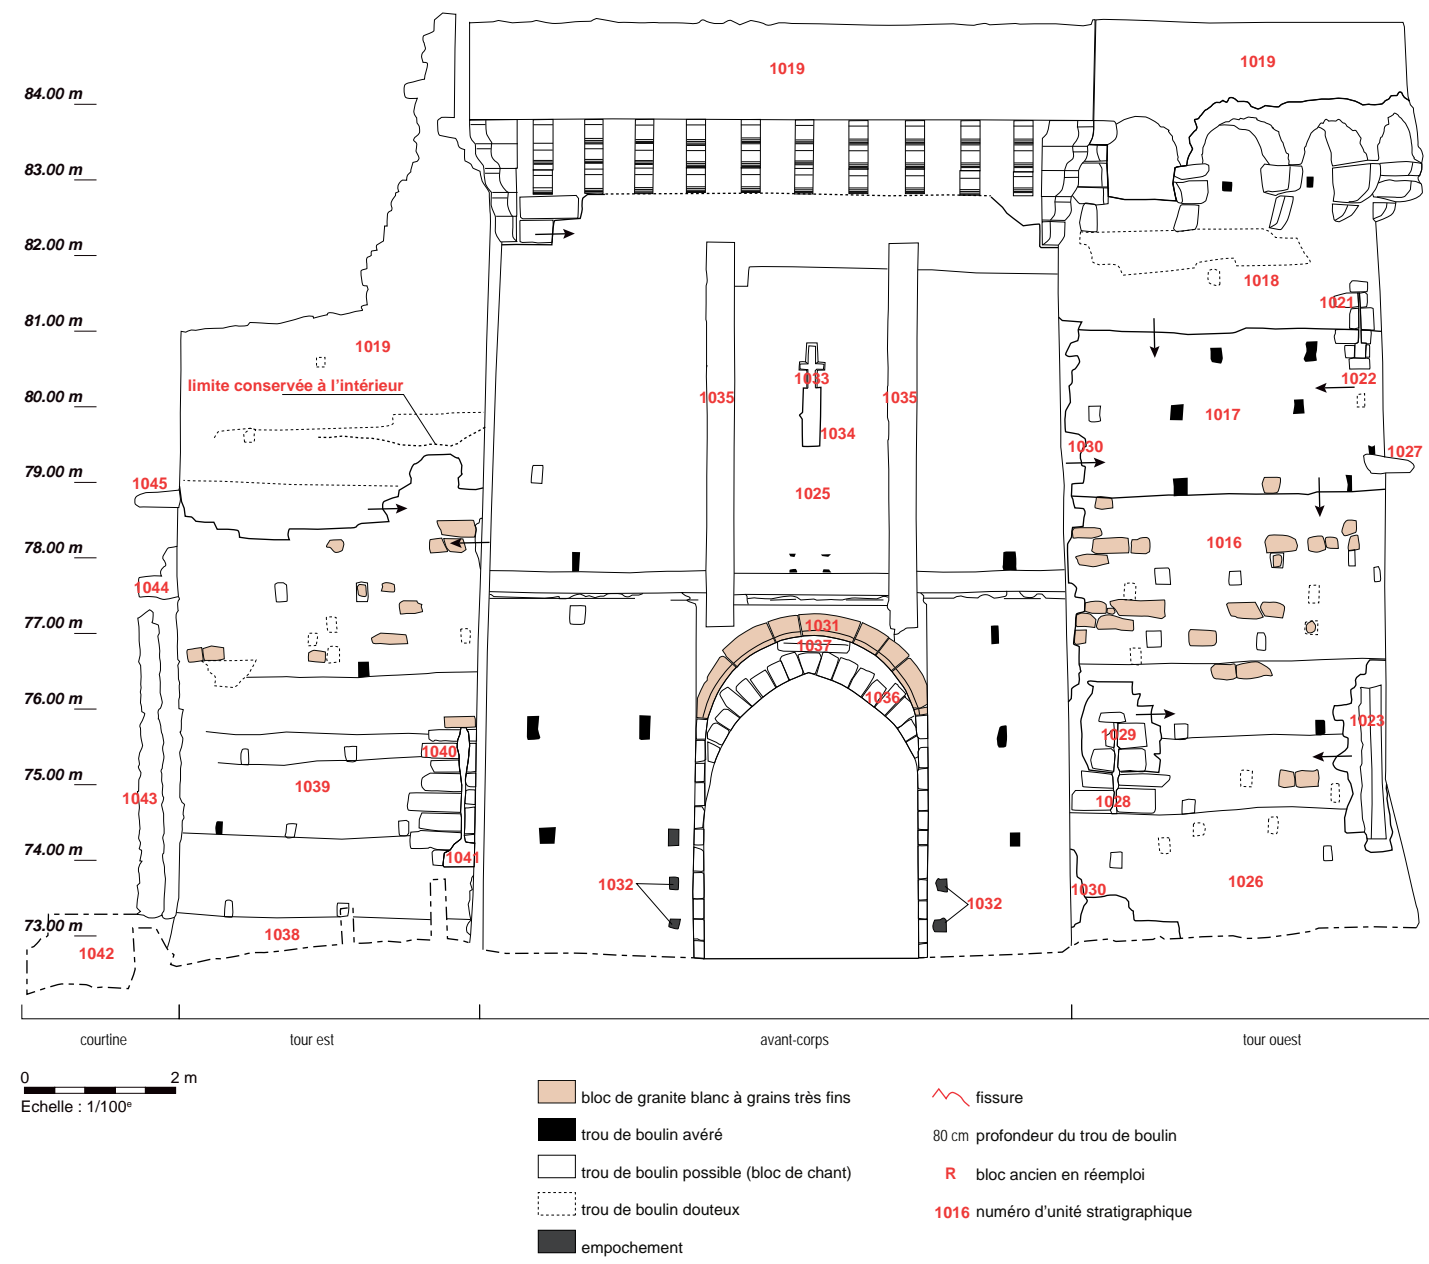 1019
1019
84.00 m
83.00 m
82.00 m
1018
1021
81.00 m
1019
limite conservée à l'intérieur
1033
1022
80.00 m
1035
1035
1017
1034
1030
1027
79.00 m
1045
1025
78.00 m
1016
1044
77.00 m
1031
1037
76.00 m
1036
1023
1029
1040
75.00 m
1039
1043
1028
74.00 m
1041
1032
1032
1030
1026
73.00 m
1038
1042
courtine
tour est
avant-corps
tour ouest
0 2 m
Echelle : 1/100e
bloc de granite blanc à grains très fins
trou de boulin avéré
trou de boulin possible (bloc de chant)
trou de boulin douteux
empochement
fissure
80 cm profondeur du trou de boulin
R bloc ancien en réemploi
1016 numéro d'unité stratigraphique